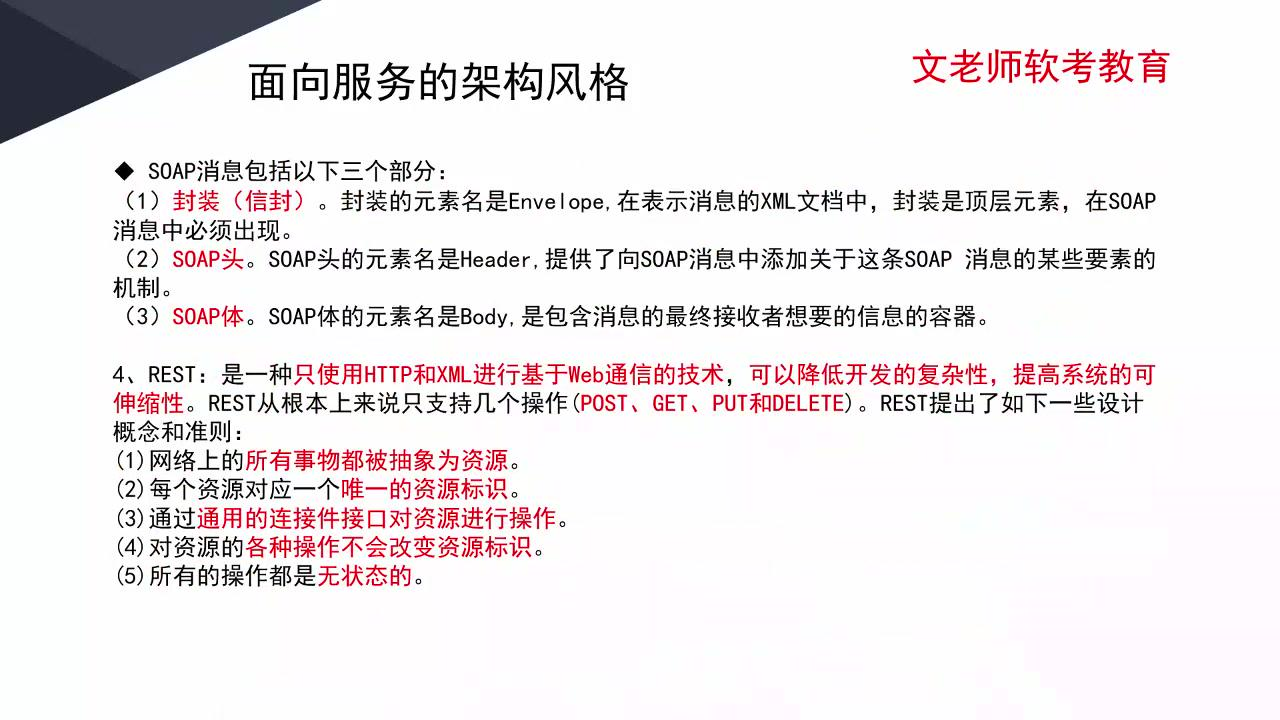 面向服务的架构风格
文老师软考教育
◆ SOAP消息包括以下三个部分：
（1）封装（信封）。封装的元素名是Envelope,在表示消息的XML文档中，封装是顶层元素，在SOAP
消息中必须出现。
（2）SOAP头。SOAP头的元素名是Header,提供了向SOAP消息中添加关于这条SOAP 消息的某些要素的
机制。
（3）SOAP体。SOAP体的元素名是Body,是包含消息的最终接收者想要的信息的容器。
4、REST：是一种只使用HTTP和XML进行基于Web通信的技术，可以降低开发的复杂性，提高系统的可
伸缩性。REST从根本上来说只支持几个操作(POST、GET、PUT和DELETE)。REST提出了如下一些设计
概念和准则：
(1)网络上的所有事物都被抽象为资源。
(2)每个资源对应一个唯一的资源标识。
(3)通过通用的连接件接口对资源进行操作。
(4)对资源的各种操作不会改变资源标识。
(5)所有的操作都是无状态的。